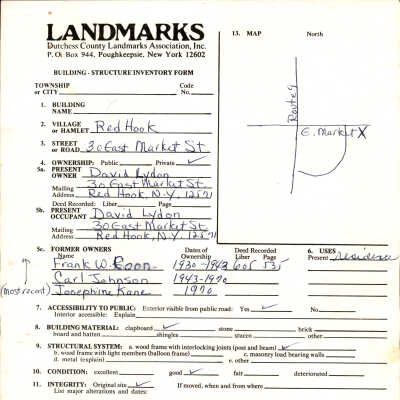 LANDMARKS
Dutchess County Landmarks Association, Inc.
P. O. Box 944, Poughkeepsie, New York 12602
BUILDING - STRUCTURE INVENTORY FORM
TOWNSHIP or CITY Code No.
1. BUILDING NAME
2. VILLAGE or HAMLET Red Hook
3. STREET or ROAD 30 East Market St.
4. OWNERSHIP: Public Private ✓
5a. PRESENT OWNER David Lydon
Mailing Address 30 East Market St.
Red Hook, N.Y. 12571
Deed Recorded: Liber Page
5b. PRESENT OCCUPANT David Lydon
Mailing Address 30 East Market St.
Red Hook, N.Y. 12571
5c. FORMER OWNERS Dates of Ownership Deed Recorded Liber Page
Name
Frank W. Coon 1930-1943 605 535
Carl Johnson 1943-1970
(most recent) Josephine Kane 1970
6. USES
Present residence
7. ACCESSIBILITY TO PUBLIC: Exterior visible from public road: Yes ✓ No
Interior accessible: Explain
8. BUILDING MATERIAL: clapboard ✓ stone brick
board and batten shingles stucco other
9. STRUCTURAL SYSTEM: a. wood frame with interlocking joints (post and beam) ✓
b. wood frame with light members (balloon frame) c. masonry load bearing walls
d. metal (explain) e. other
10. CONDITION: excellent good ✓ fair deteriorated
11. INTEGRITY: Original site ✓ If moved, when and from where
List major alterations and dates:
13. MAP North
Route 9
E. Market X